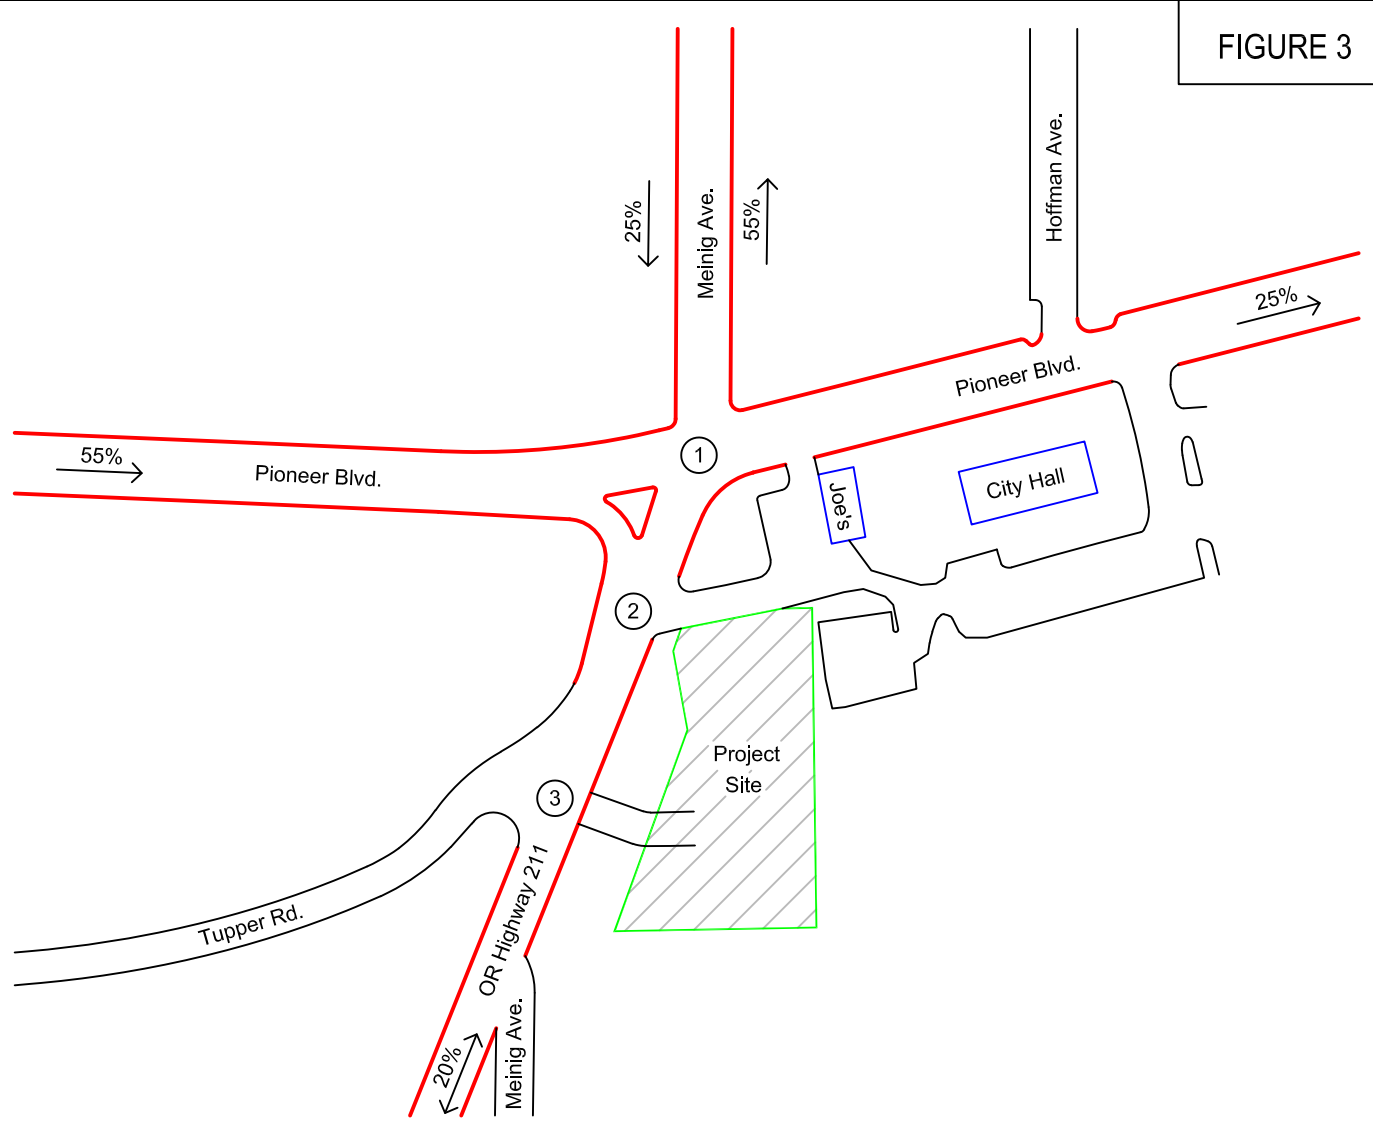 FIGURE 3
Hoffman Ave.
25%
Meinig Ave.
55%
25%
Pioneer Blvd.
55%
Pioneer Blvd.
1
City Hall
Joe's
2
Project
Site
3
OR Highway 211
Tupper Rd.
20%
Meinig Ave.